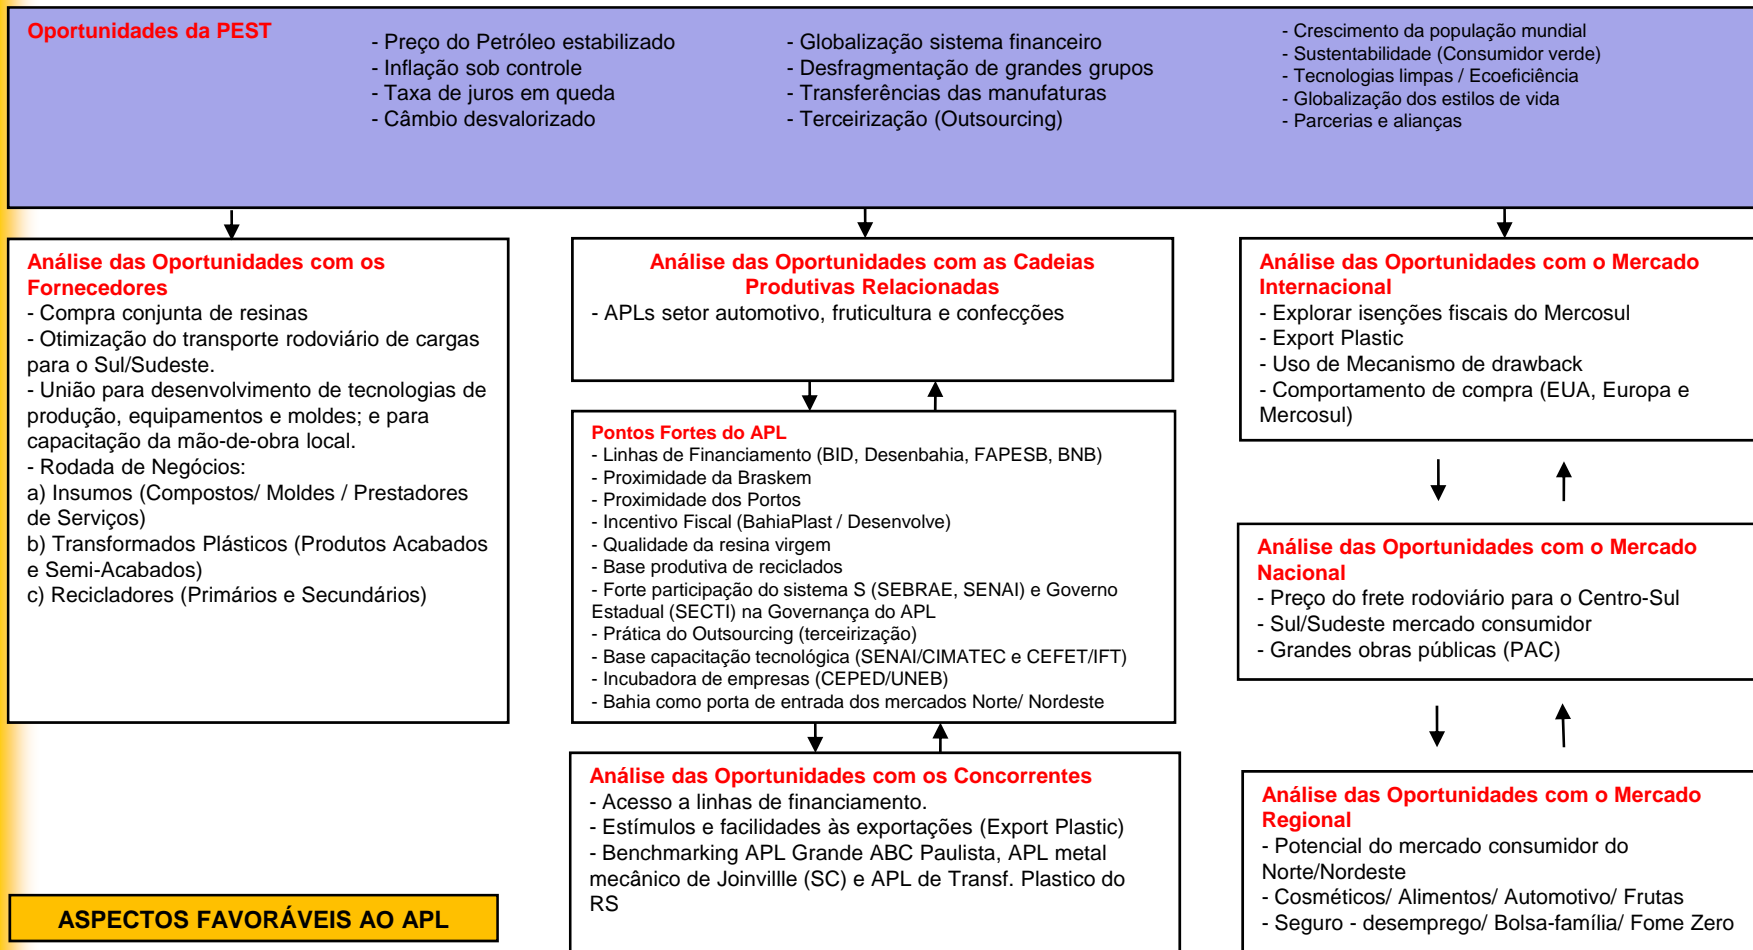 Oportunidades da PEST
- Preço do Petróleo estabilizado
- Inflação sob controle
- Taxa de juros em queda
- Câmbio desvalorizado
- Globalização sistema financeiro
- Desfragmentação de grandes grupos
- Transferências das manufaturas
- Terceirização (Outsourcing)
- Crescimento da população mundial
- Sustentabilidade (Consumidor verde)
- Tecnologias limpas / Ecoeficiência
- Globalização dos estilos de vida
- Parcerias e alianças
Análise das Oportunidades com os
Fornecedores
- Compra conjunta de resinas
- Otimização do transporte rodoviário de cargas
para o Sul/Sudeste.
- União para desenvolvimento de tecnologias de
produção, equipamentos e moldes; e para
capacitação da mão-de-obra local.
- Rodada de Negócios:
a) Insumos (Compostos/ Moldes / Prestadores
de Serviços)
b) Transformados Plásticos (Produtos Acabados
e Semi-Acabados)
c) Recicladores (Primários e Secundários)
Análise das Oportunidades com as Cadeias
Produtivas Relacionadas
- APLs setor automotivo, fruticultura e confecções
Pontos Fortes do APL
- Linhas de Financiamento (BID, Desenbahia, FAPESB, BNB)
- Proximidade da Braskem
- Proximidade dos Portos
- Incentivo Fiscal (BahiaPlast / Desenvolve)
- Qualidade da resina virgem
- Base produtiva de reciclados
- Forte participação do sistema S (SEBRAE, SENAI) e Governo
Estadual (SECTI) na Governança do APL
- Prática do Outsourcing (terceirização)
- Base capacitação tecnológica (SENAI/CIMATEC e CEFET/IFT)
- Incubadora de empresas (CEPED/UNEB)
- Bahia como porta de entrada dos mercados Norte/ Nordeste
Análise das Oportunidades com os Concorrentes
- Acesso a linhas de financiamento.
- Estímulos e facilidades às exportações (Export Plastic)
- Benchmarking APL Grande ABC Paulista, APL metal
mecânico de Joinvillle (SC) e APL de Transf. Plastico do
RS
Análise das Oportunidades com o Mercado
Internacional
- Explorar isenções fiscais do Mercosul
- Export Plastic
- Uso de Mecanismo de drawback
- Comportamento de compra (EUA, Europa e
Mercosul)
Análise das Oportunidades com o Mercado
Nacional
- Preço do frete rodoviário para o Centro-Sul
- Sul/Sudeste mercado consumidor
- Grandes obras públicas (PAC)
Análise das Oportunidades com o Mercado
Regional
- Potencial do mercado consumidor do
Norte/Nordeste
- Cosméticos/ Alimentos/ Automotivo/ Frutas
- Seguro - desemprego/ Bolsa-família/ Fome Zero
ASPECTOS FAVORÁVEIS AO APL